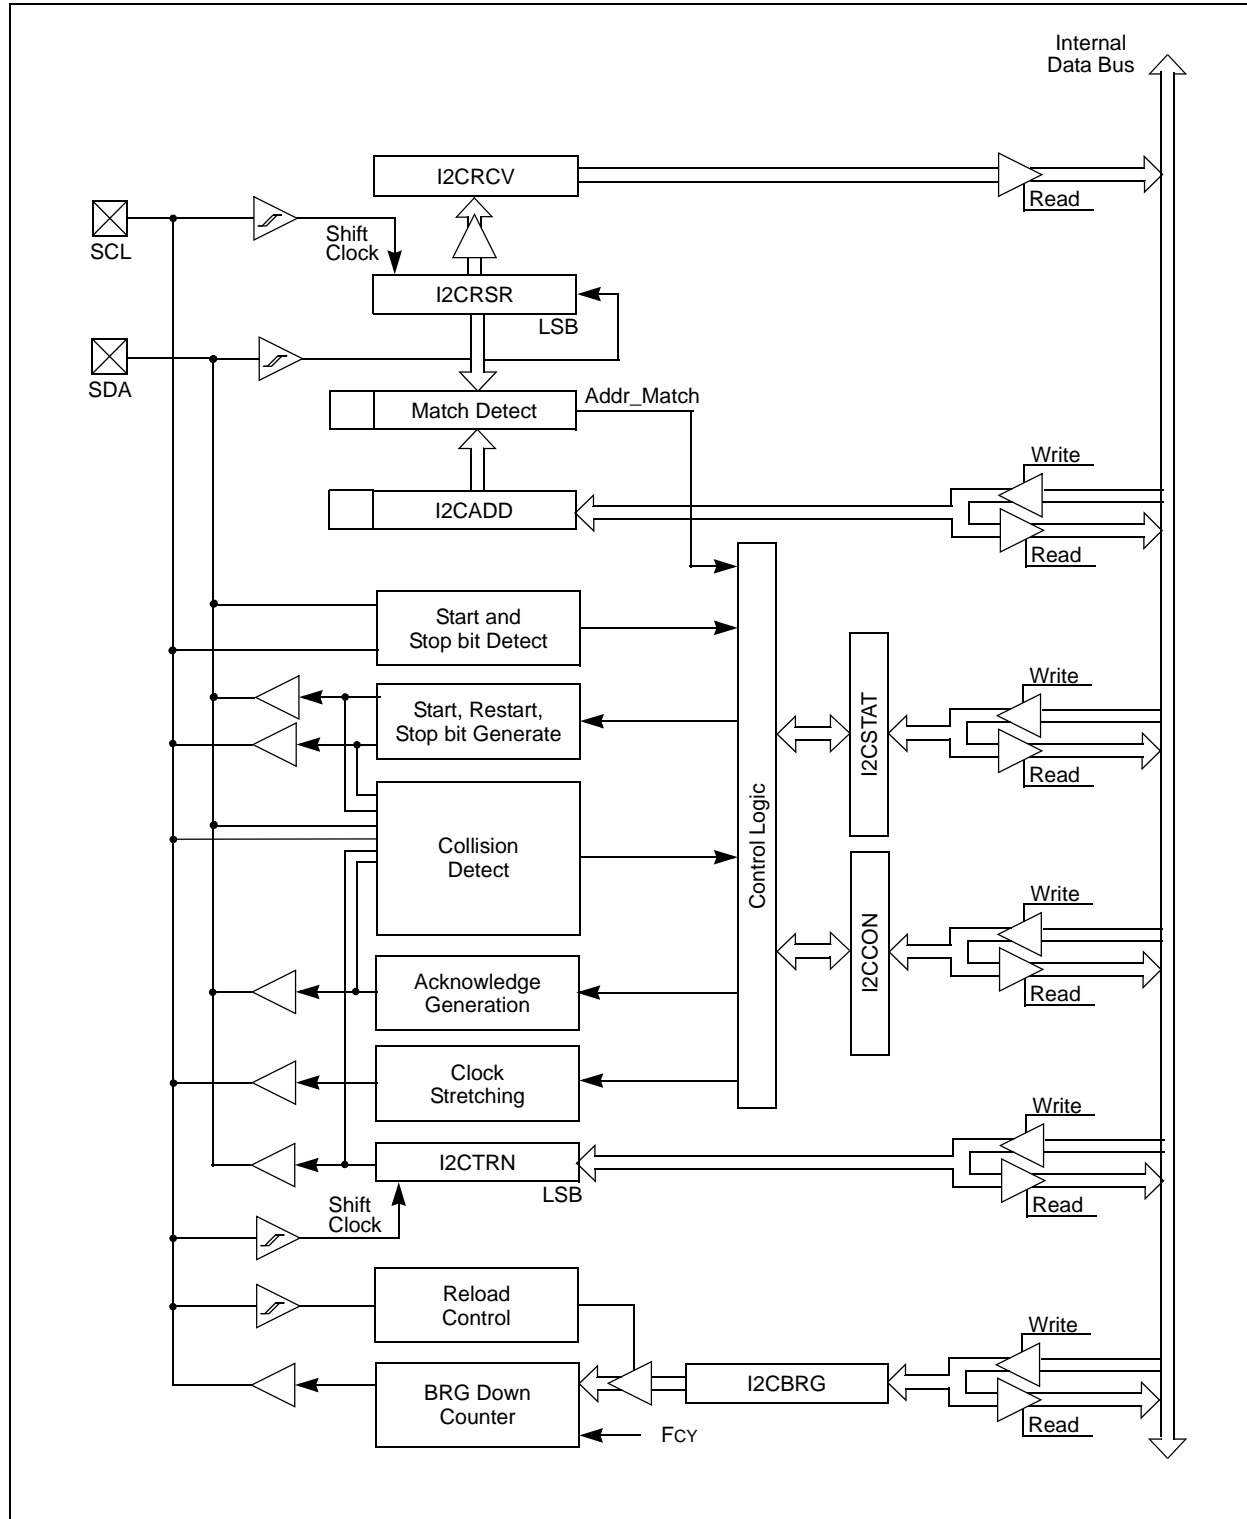 Internal
Data Bus
I2CRCV
Read
SCL
Shift
Clock
I2CRSR
LSB
SDA
Addr_Match
Match Detect
Write
I2CADD
Read
Start and
Stop bit Detect
Write
Start, Restart,
Stop bit Generate
I2CSTAT
Read
Control Logic
Collision
Detect
Write
I2CCON
Acknowledge
Generation
Read
Clock
Stretching
Write
I2CTRN
LSB
Read
Shift
Clock
Reload
Control
Write
I2CBRG
BRG Down
Counter
Read
FCY